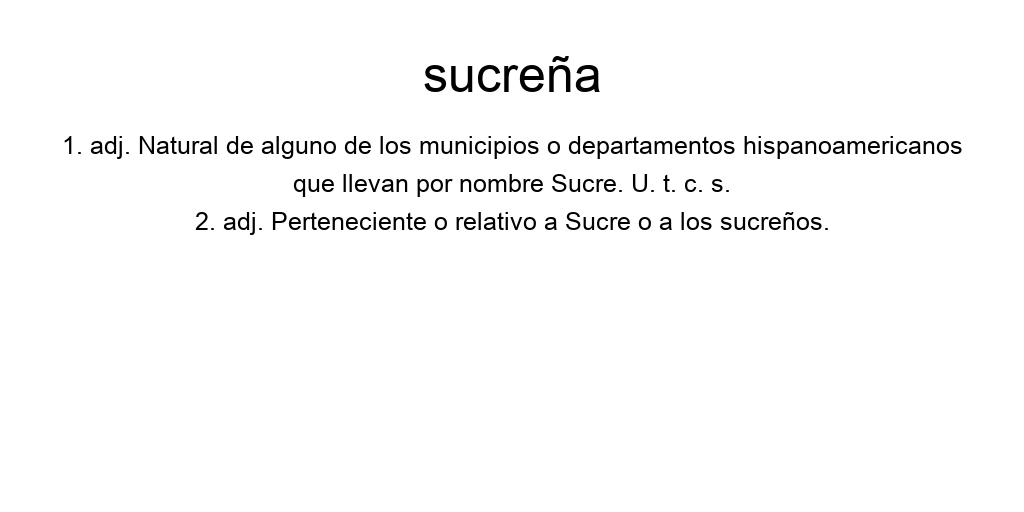 sucreña
1. adj. Natural de alguno de los municipios o departamentos hispanoamericanos
que llevan por nombre Sucre. U. t. c. s.
2. adj. Perteneciente o relativo a Sucre o a los sucreños.